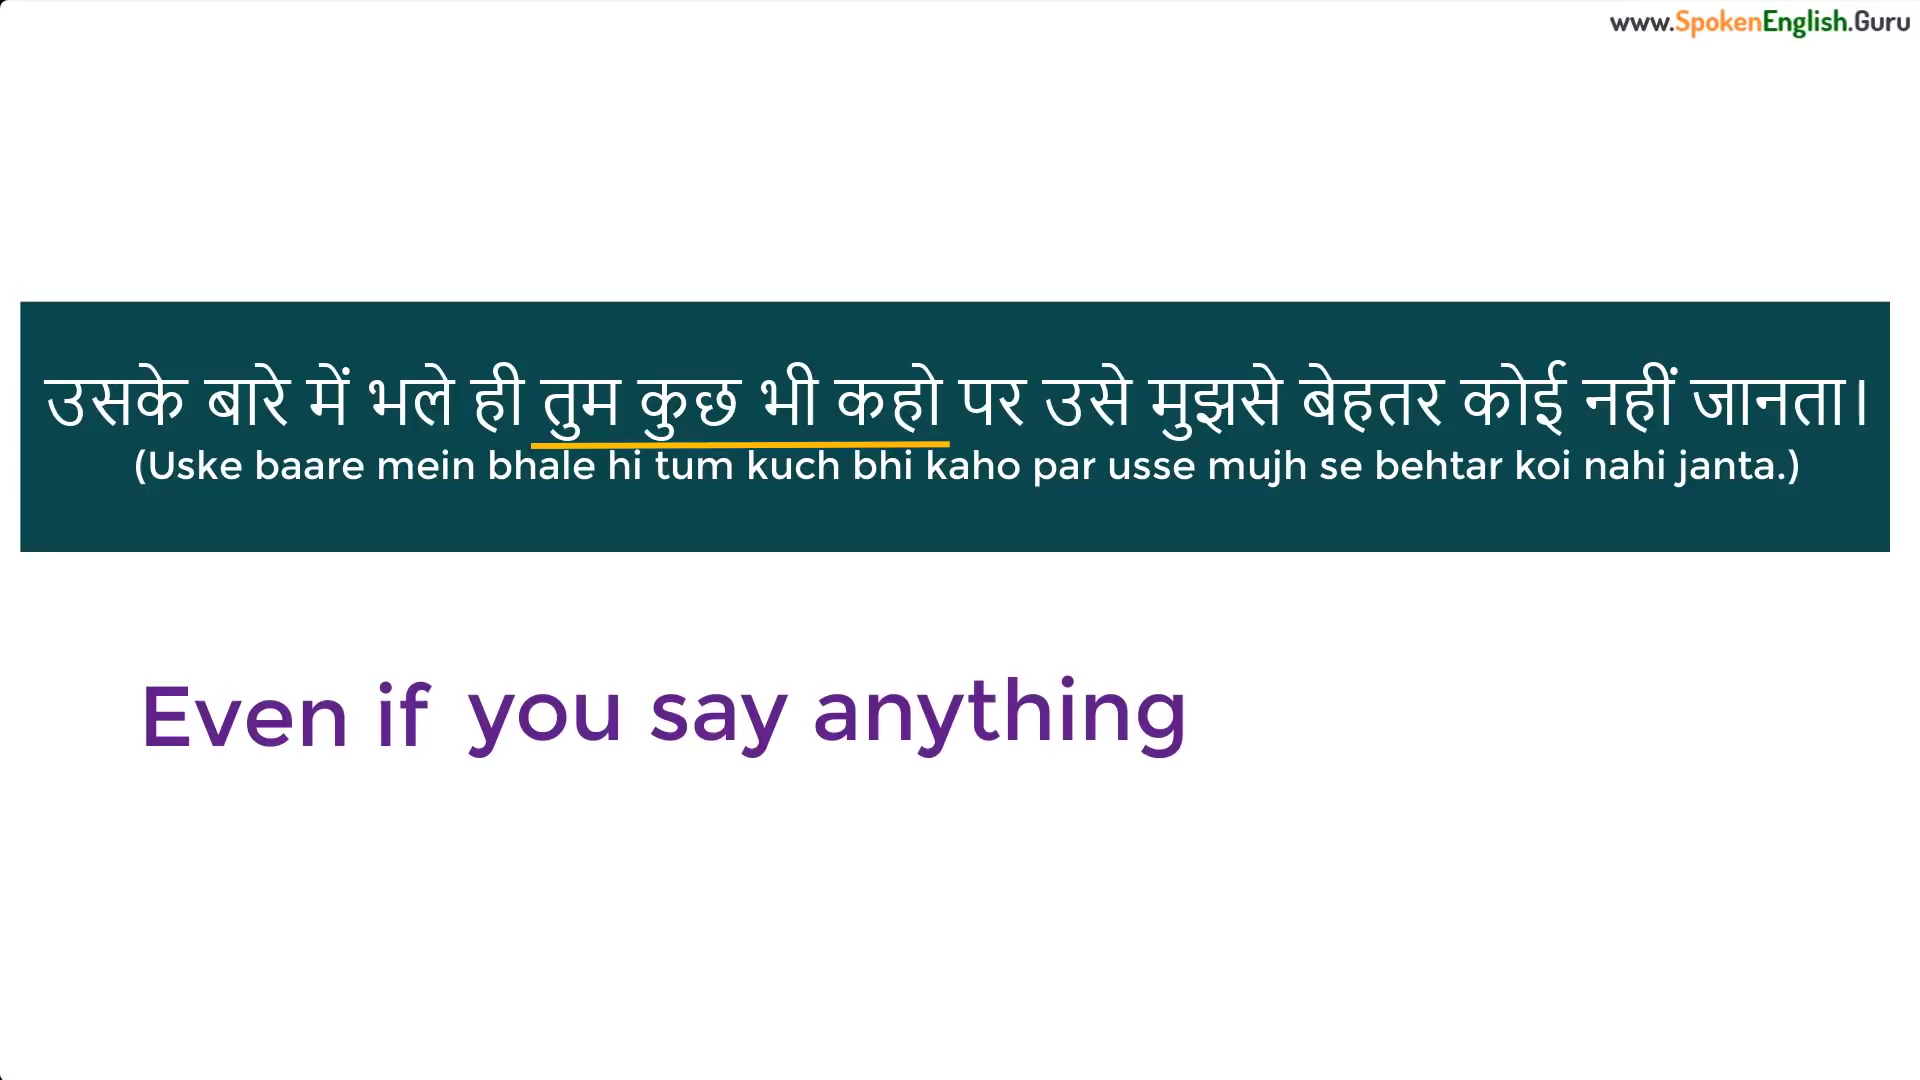 www.SpokenEnglish.Guru
उसके बारे में भले ही तुम कुछ भी कहो पर उसे मुझसे बेहतर कोई नहीं जानता।
(Uske baare mein bhale hi tum kuch bhi kaho par usse mujh se behtar koi nahi janta.)
Even if you say anything